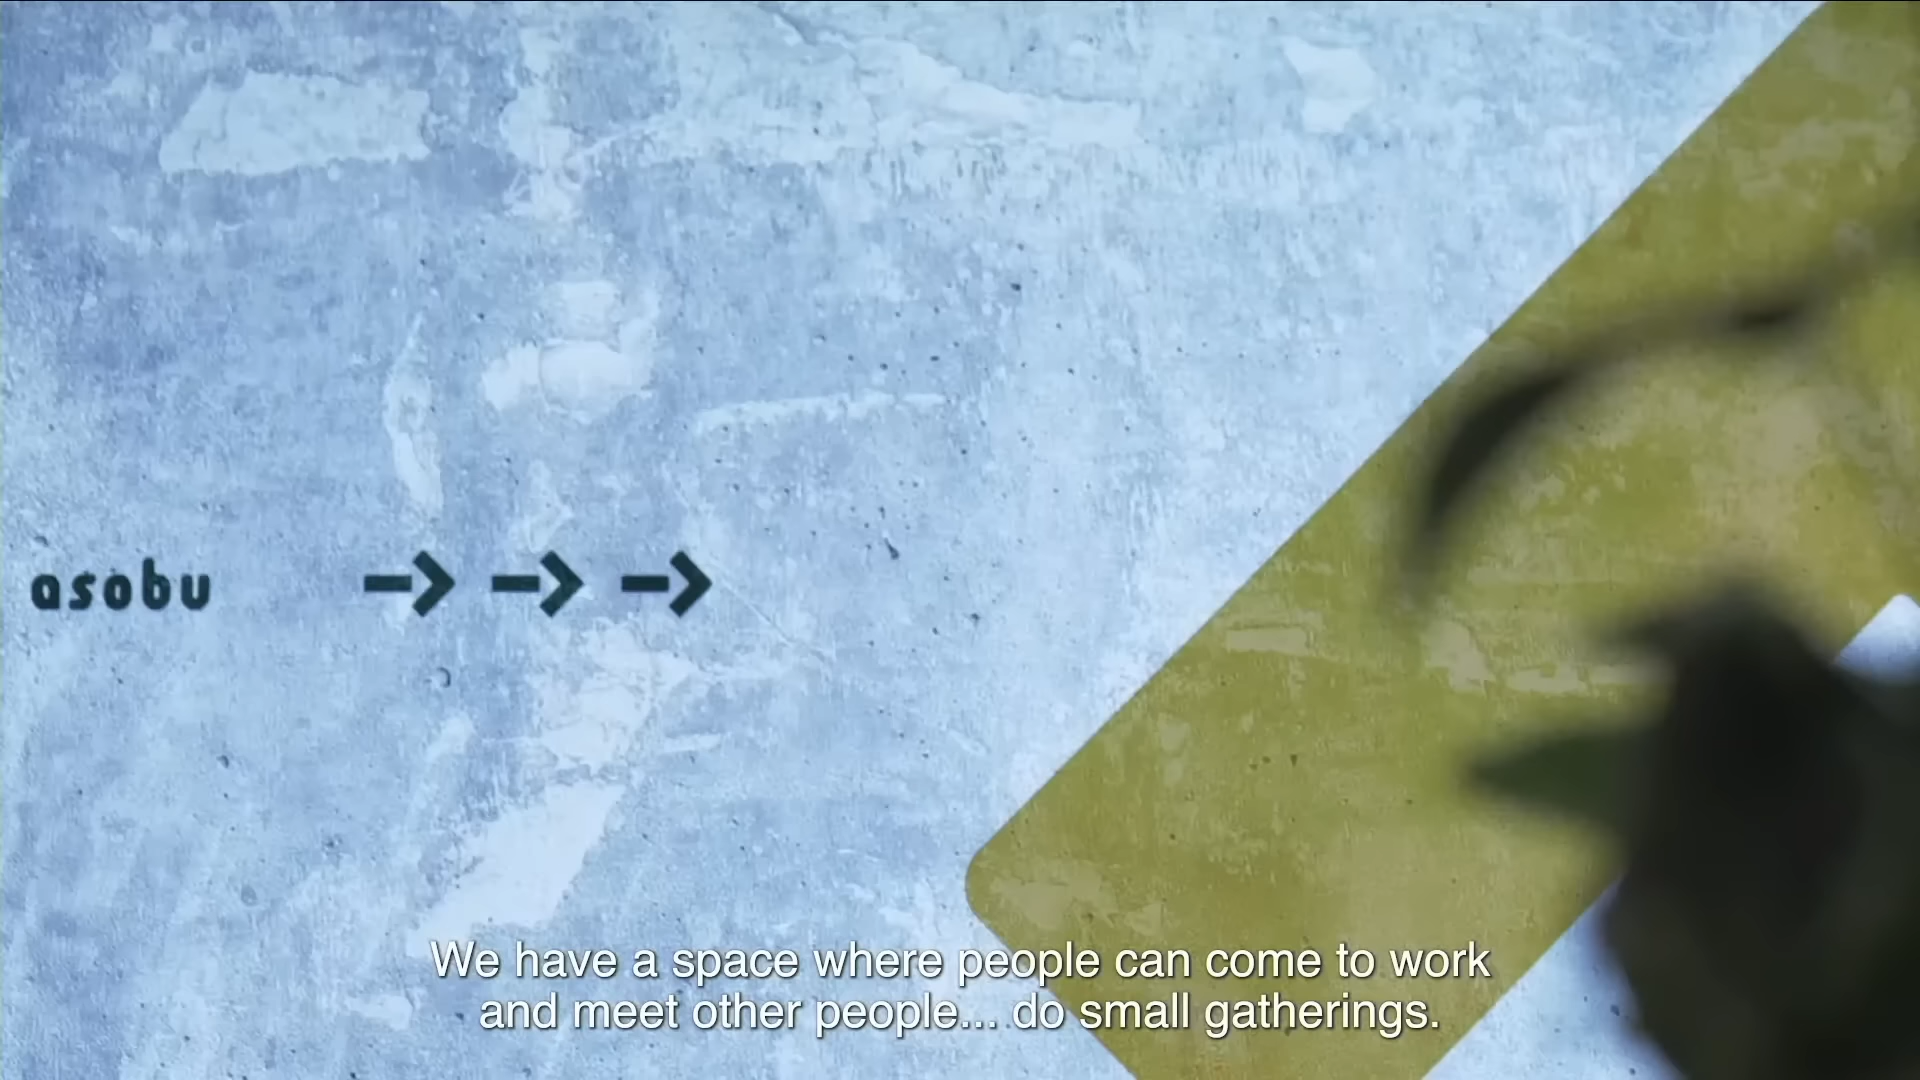 asobu → → →
We have a space where people can come to work
and meet other people... do small gatherings.